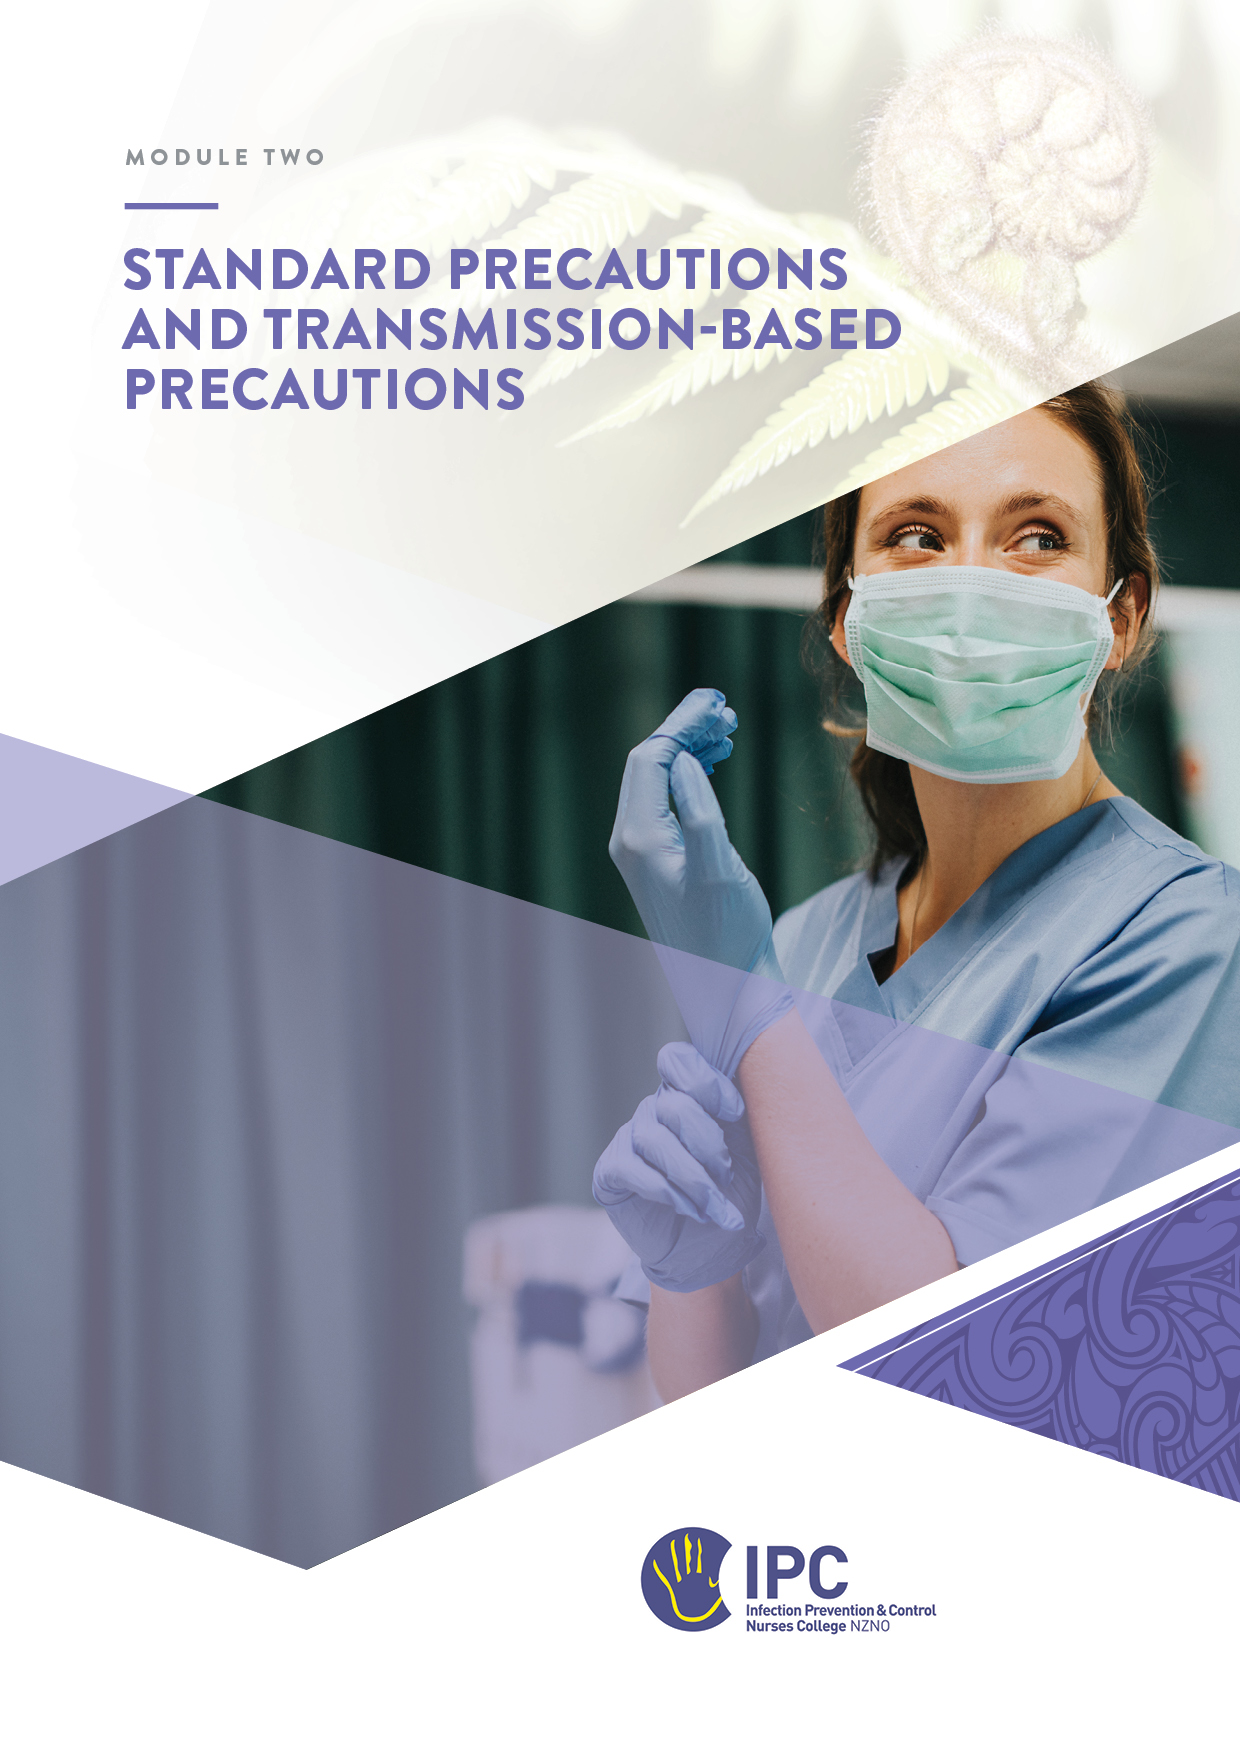 MODULE TWO
STANDARD PRECAUTIONS
AND TRANSMISSION-BASED
PRECAUTIONS
IPC
Infection Prevention & Control
Nurses College NZNO